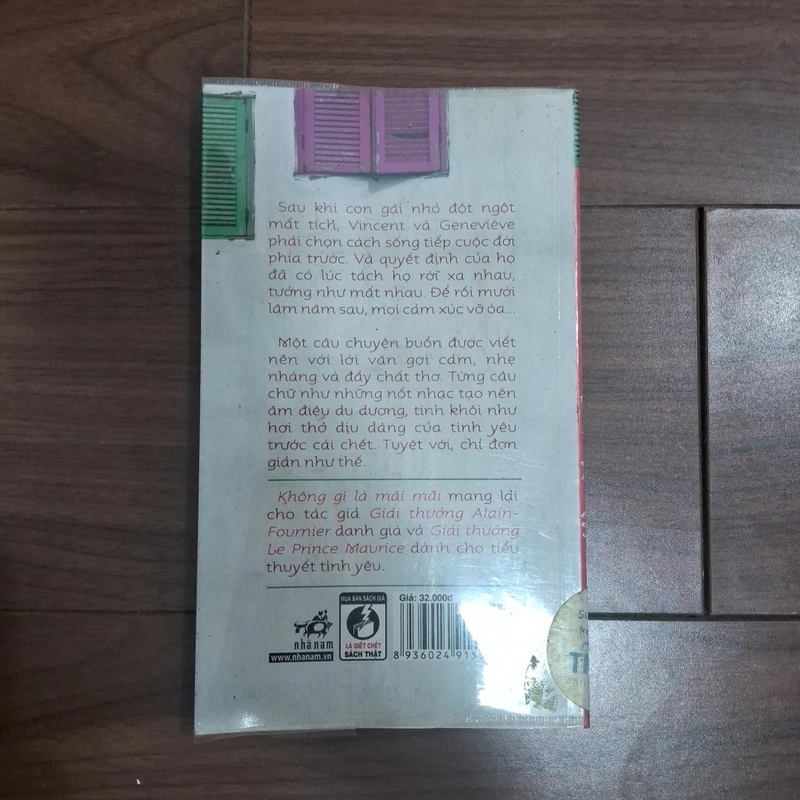 Sau khi con gái nhỏ đột ngột
mất tích, Vincent và Geneviève
phải chọn cách sống tiếp cuộc đời
phía trước. Và quyết định của họ
đã có lúc tách họ rời xa nhau,
tưởng như mất nhau. Để rồi mười
lăm năm sau, mọi cảm xúc vỡ òa...
Một câu chuyện buồn được viết
nên với lời văn gợi cảm, nhẹ
nhàng và đầy chất thơ. Từng câu
chữ như những nốt nhạc tạo nên
âm điệu du dương, tinh khôi như
hơi thở dịu dàng của tình yêu
trước cái chết. Tuyệt vời, chỉ đơn
giản như thế.
Không gì là mãi mãi mang lại
cho tác giả Giải thưởng Alain-
Fournier danh giá và Giải thưởng
Le Prince Maurice dành cho tiểu
thuyết tình yêu.
nhã nam
www.nhanam.vn
MUA BÁN SÁCH GIẢ
LÀ GIẾT CHẾT
SÁCH THẬT
Giá: 32.000đ
8 936024 915